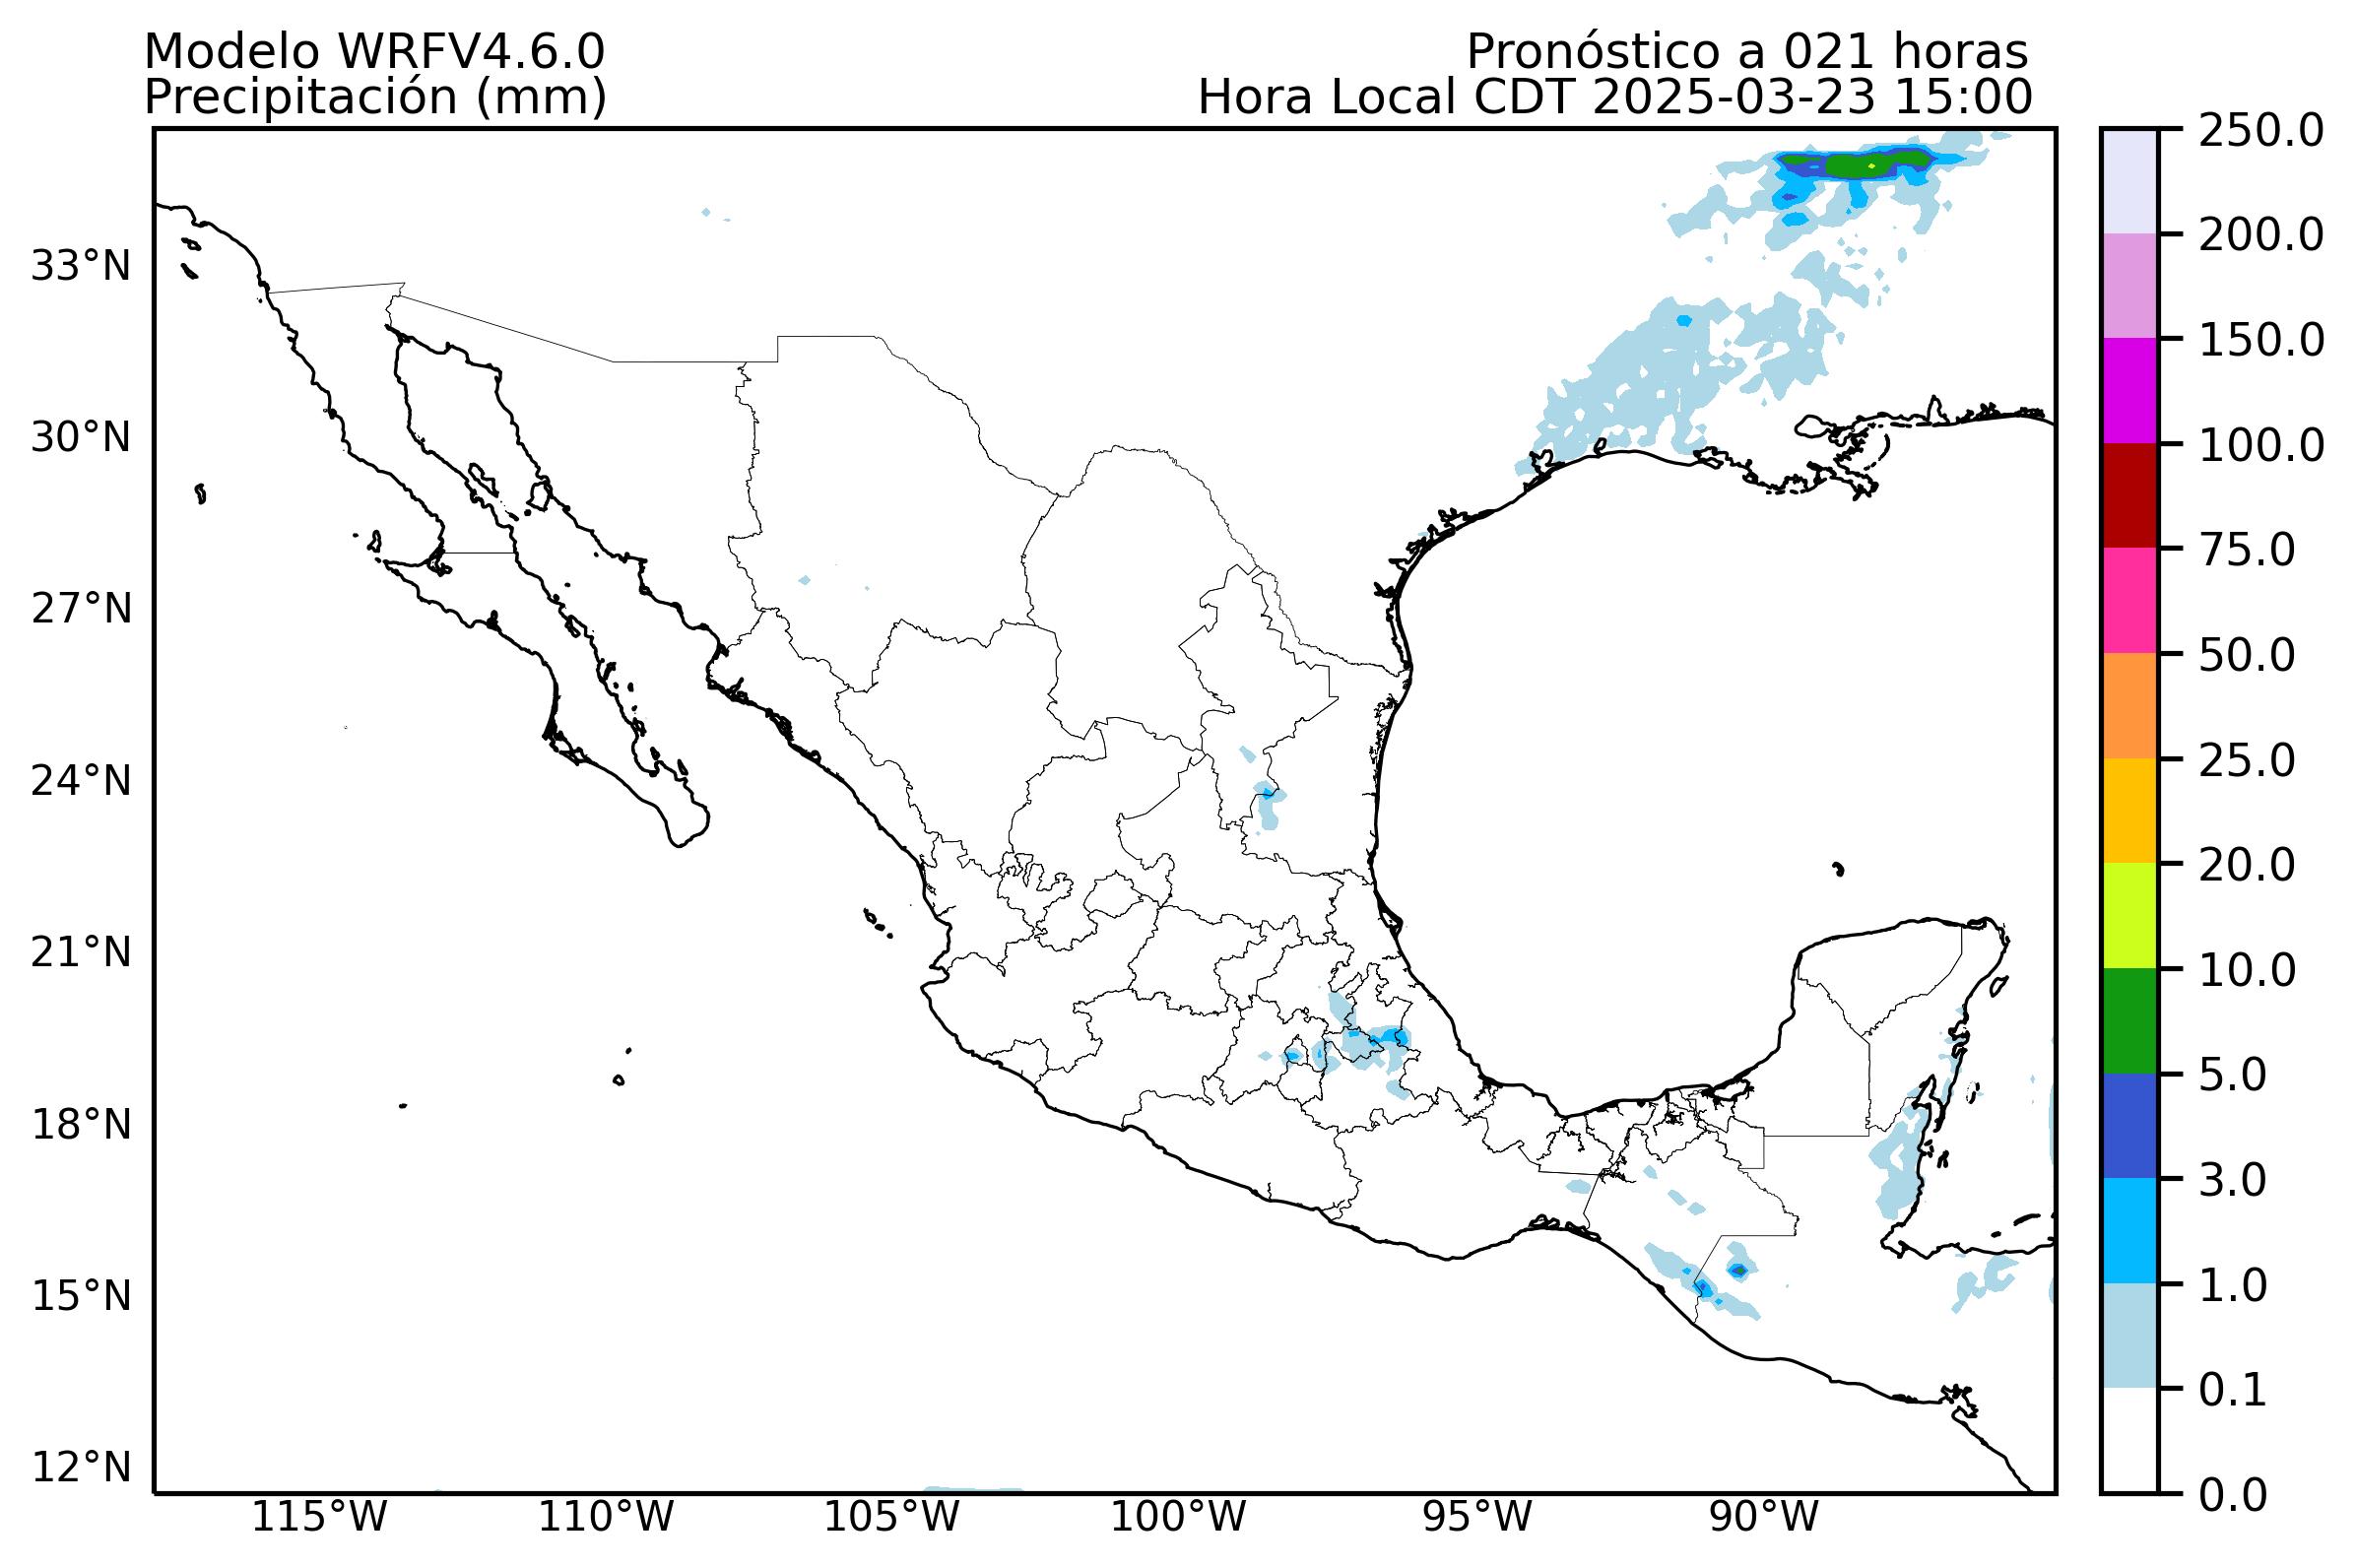 Modelo WRFV4.6.0
Pronóstico a 021 horas
Precipitación (mm)
Hora Local CDT 2025-03-23 15:00
33°N
30°N
27°N
24°N
21°N
18°N
15°N
12°N
115°W
110°W
105°W
100°W
95°W
90°W
250.0
200.0
150.0
100.0
75.0
50.0
25.0
20.0
10.0
5.0
3.0
1.0
0.1
0.0